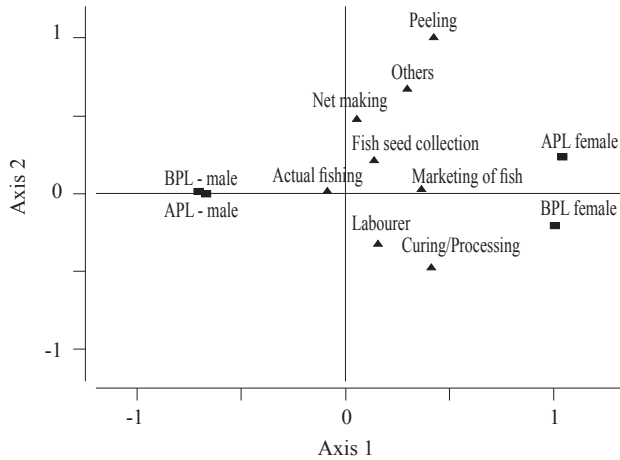 Peeling
1
Others
Net making
Fish seed collection
APL female
BPL - male
Actual fishing
Marketing of fish
0
APL - male
BPL female
Labourer
Curing/Processing
-1
Axis 2
-1
0
1
Axis 1